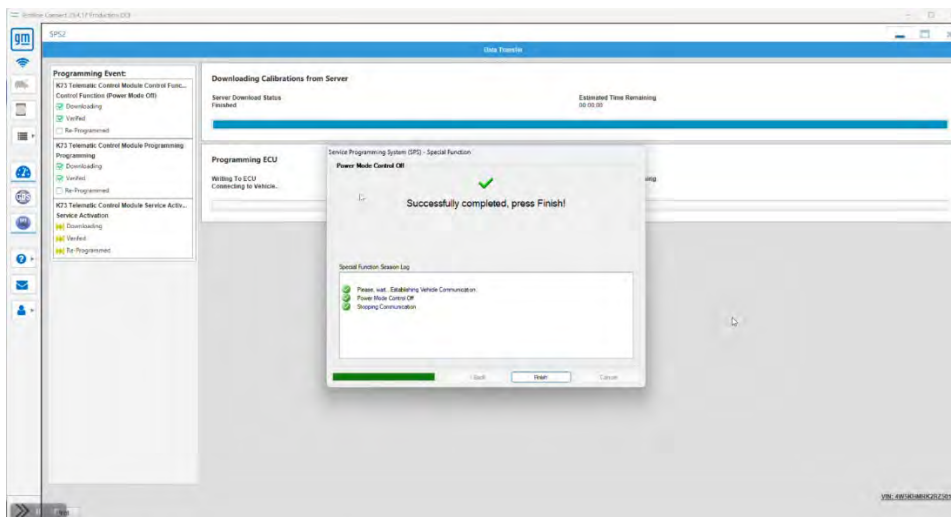 gm
SPS2
Data Transfer
Programming Event:
K73 Telematic Control Module Control Func...
Control Function (Power Mode Off)
Downloading
Verified
Re-Programmed
K73 Telematic Control Module Programming
Programming
Downloading
Verified
Re-Programmed
K73 Telematic Control Module Service Activ...
Service Activation
Downloading
Verified
Re-Programmed
Downloading Calibrations from Server
Server Download Status
Finished
Estimated Time Remaining
00:00:00
Programming ECU
Writing To ECU
Connecting to Vehicle.
Service Programming System (SPS) - Special Function
Power Mode Control Off
Successfully completed, press Finish!
Special Function Session Log
Please, wait...Establishing Vehicle Communication
Power Mode Control Off
Stopping Communication
< Back
Finish
Cancel
VIN: